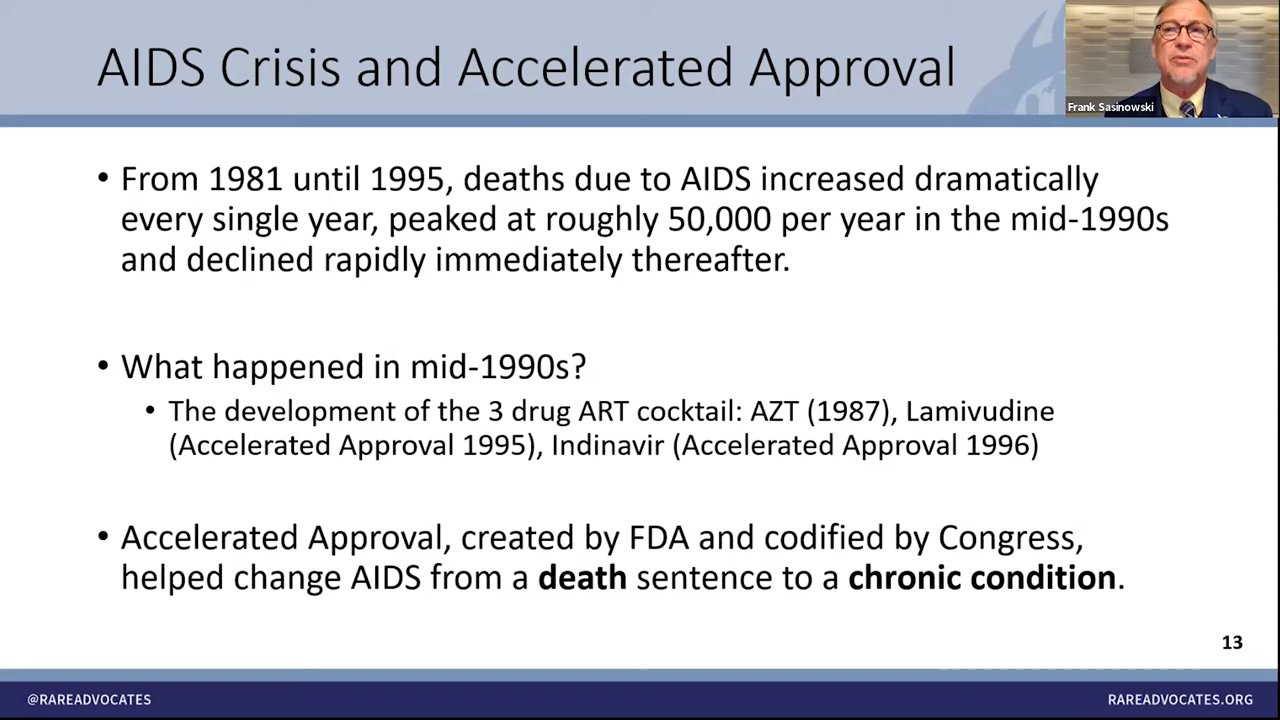 AIDS Crisis and Accelerated Approval
Frank Sasinowski
• From 1981 until 1995, deaths due to AIDS increased dramatically
every single year, peaked at roughly 50,000 per year in the mid-1990s
and declined rapidly immediately thereafter.
• What happened in mid-1990s?
• The development of the 3 drug ART cocktail: AZT (1987), Lamivudine
(Accelerated Approval 1995), Indinavir (Accelerated Approval 1996)
• Accelerated Approval, created by FDA and codified by Congress,
helped change AIDS from a death sentence to a chronic condition.
13
@RAREADVOCATES
RAREADVOCATES.ORG